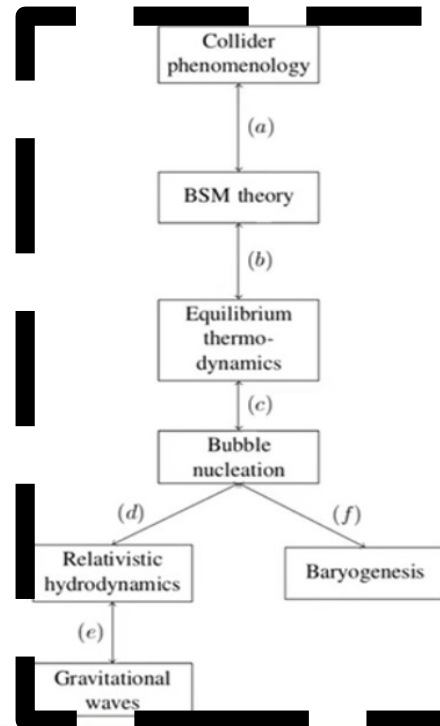 Collider
phenomenology
(a)
BSM theory
(b)
Equilibrium
thermo-
dynamics
(c)
Bubble
nucleation
(d)
(f)
Relativistic
hydrodynamics
Baryogenesis
(e)
Gravitational
waves